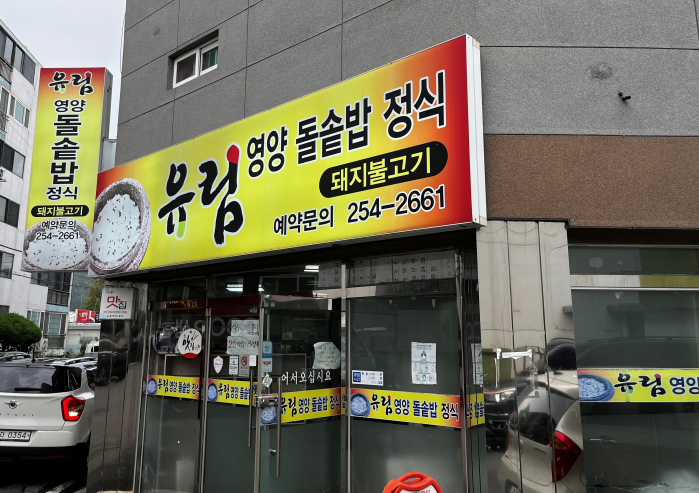 유림
영양
돌솥밥
정식
돼지불고기
예약문의
254-2661
유림 영양 돌솥밥 정식
돼지불고기
예약문의 254-2661
맛집
어서오십시요
유림 영양 돌솥밥 정식
유림 영양 돌솥밥 정식
유림 영양 돌솥밥 정식
유림 영양
0354